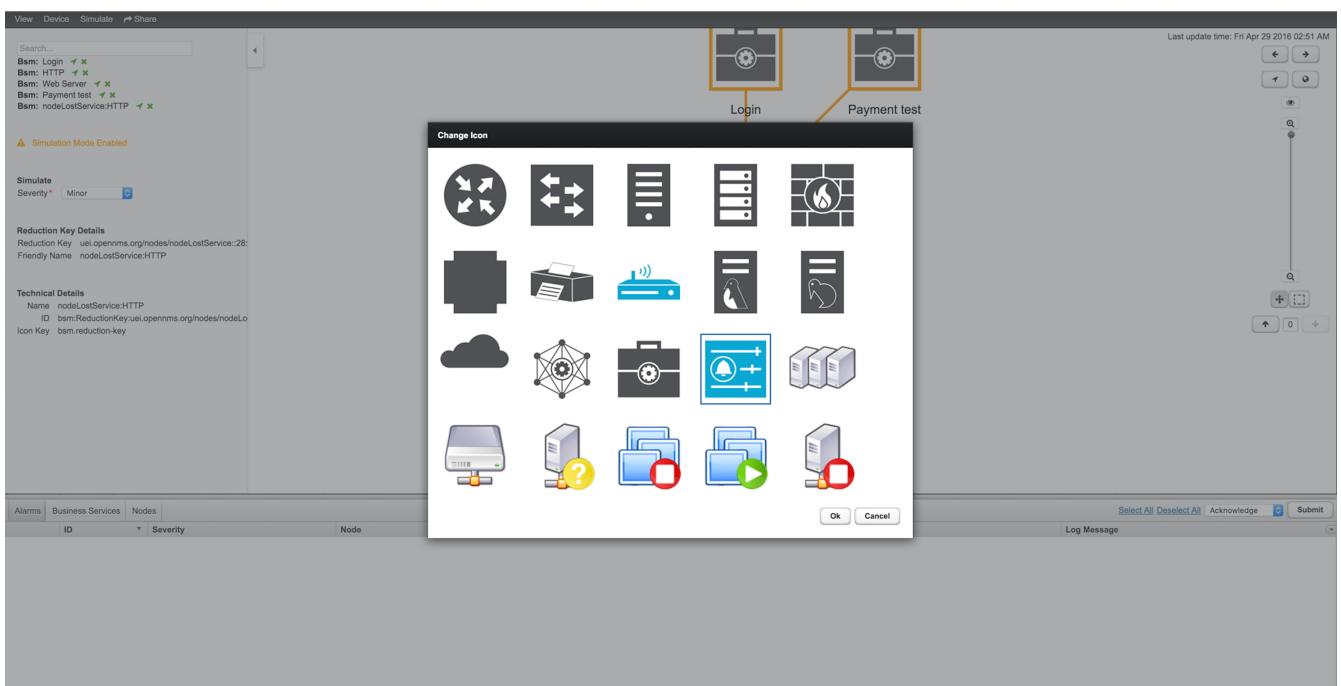 View Device Simulate Share
Last update time: Fri Apr 29 2016 02:51 AM
Search...
Bsm: Login
Bsm: HTTP
Bsm: Web Server
Bsm: Payment test
Bsm: nodeLostService:HTTP
Simulation Mode Enabled
Simulate
Severity* Minor
Reduction Key Details
Reduction Key uei.opennms.org/nodes/nodeLostService::28:
Friendly Name nodeLostService:HTTP
Technical Details
Name nodeLostService:HTTP
ID bsm:ReductionKey:uei.opennms.org/nodes/nodeLo
Icon Key bsm.reduction-key
Login Payment test
0
Change Icon
?
Ok Cancel
Alarms Business Services Nodes
Select All Deselect All Acknowledge Submit
ID Severity Node Log Message